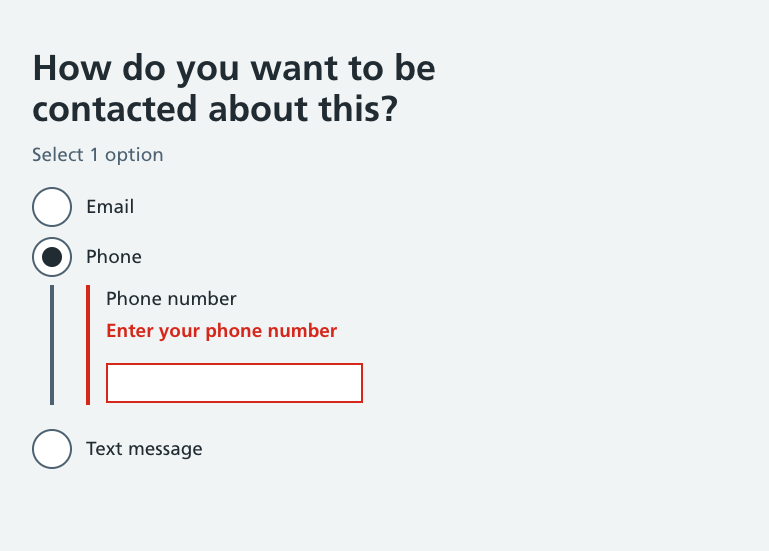 How do you want to be
contacted about this?
Select 1 option
Email
Phone
Phone number
Enter your phone number
Text message